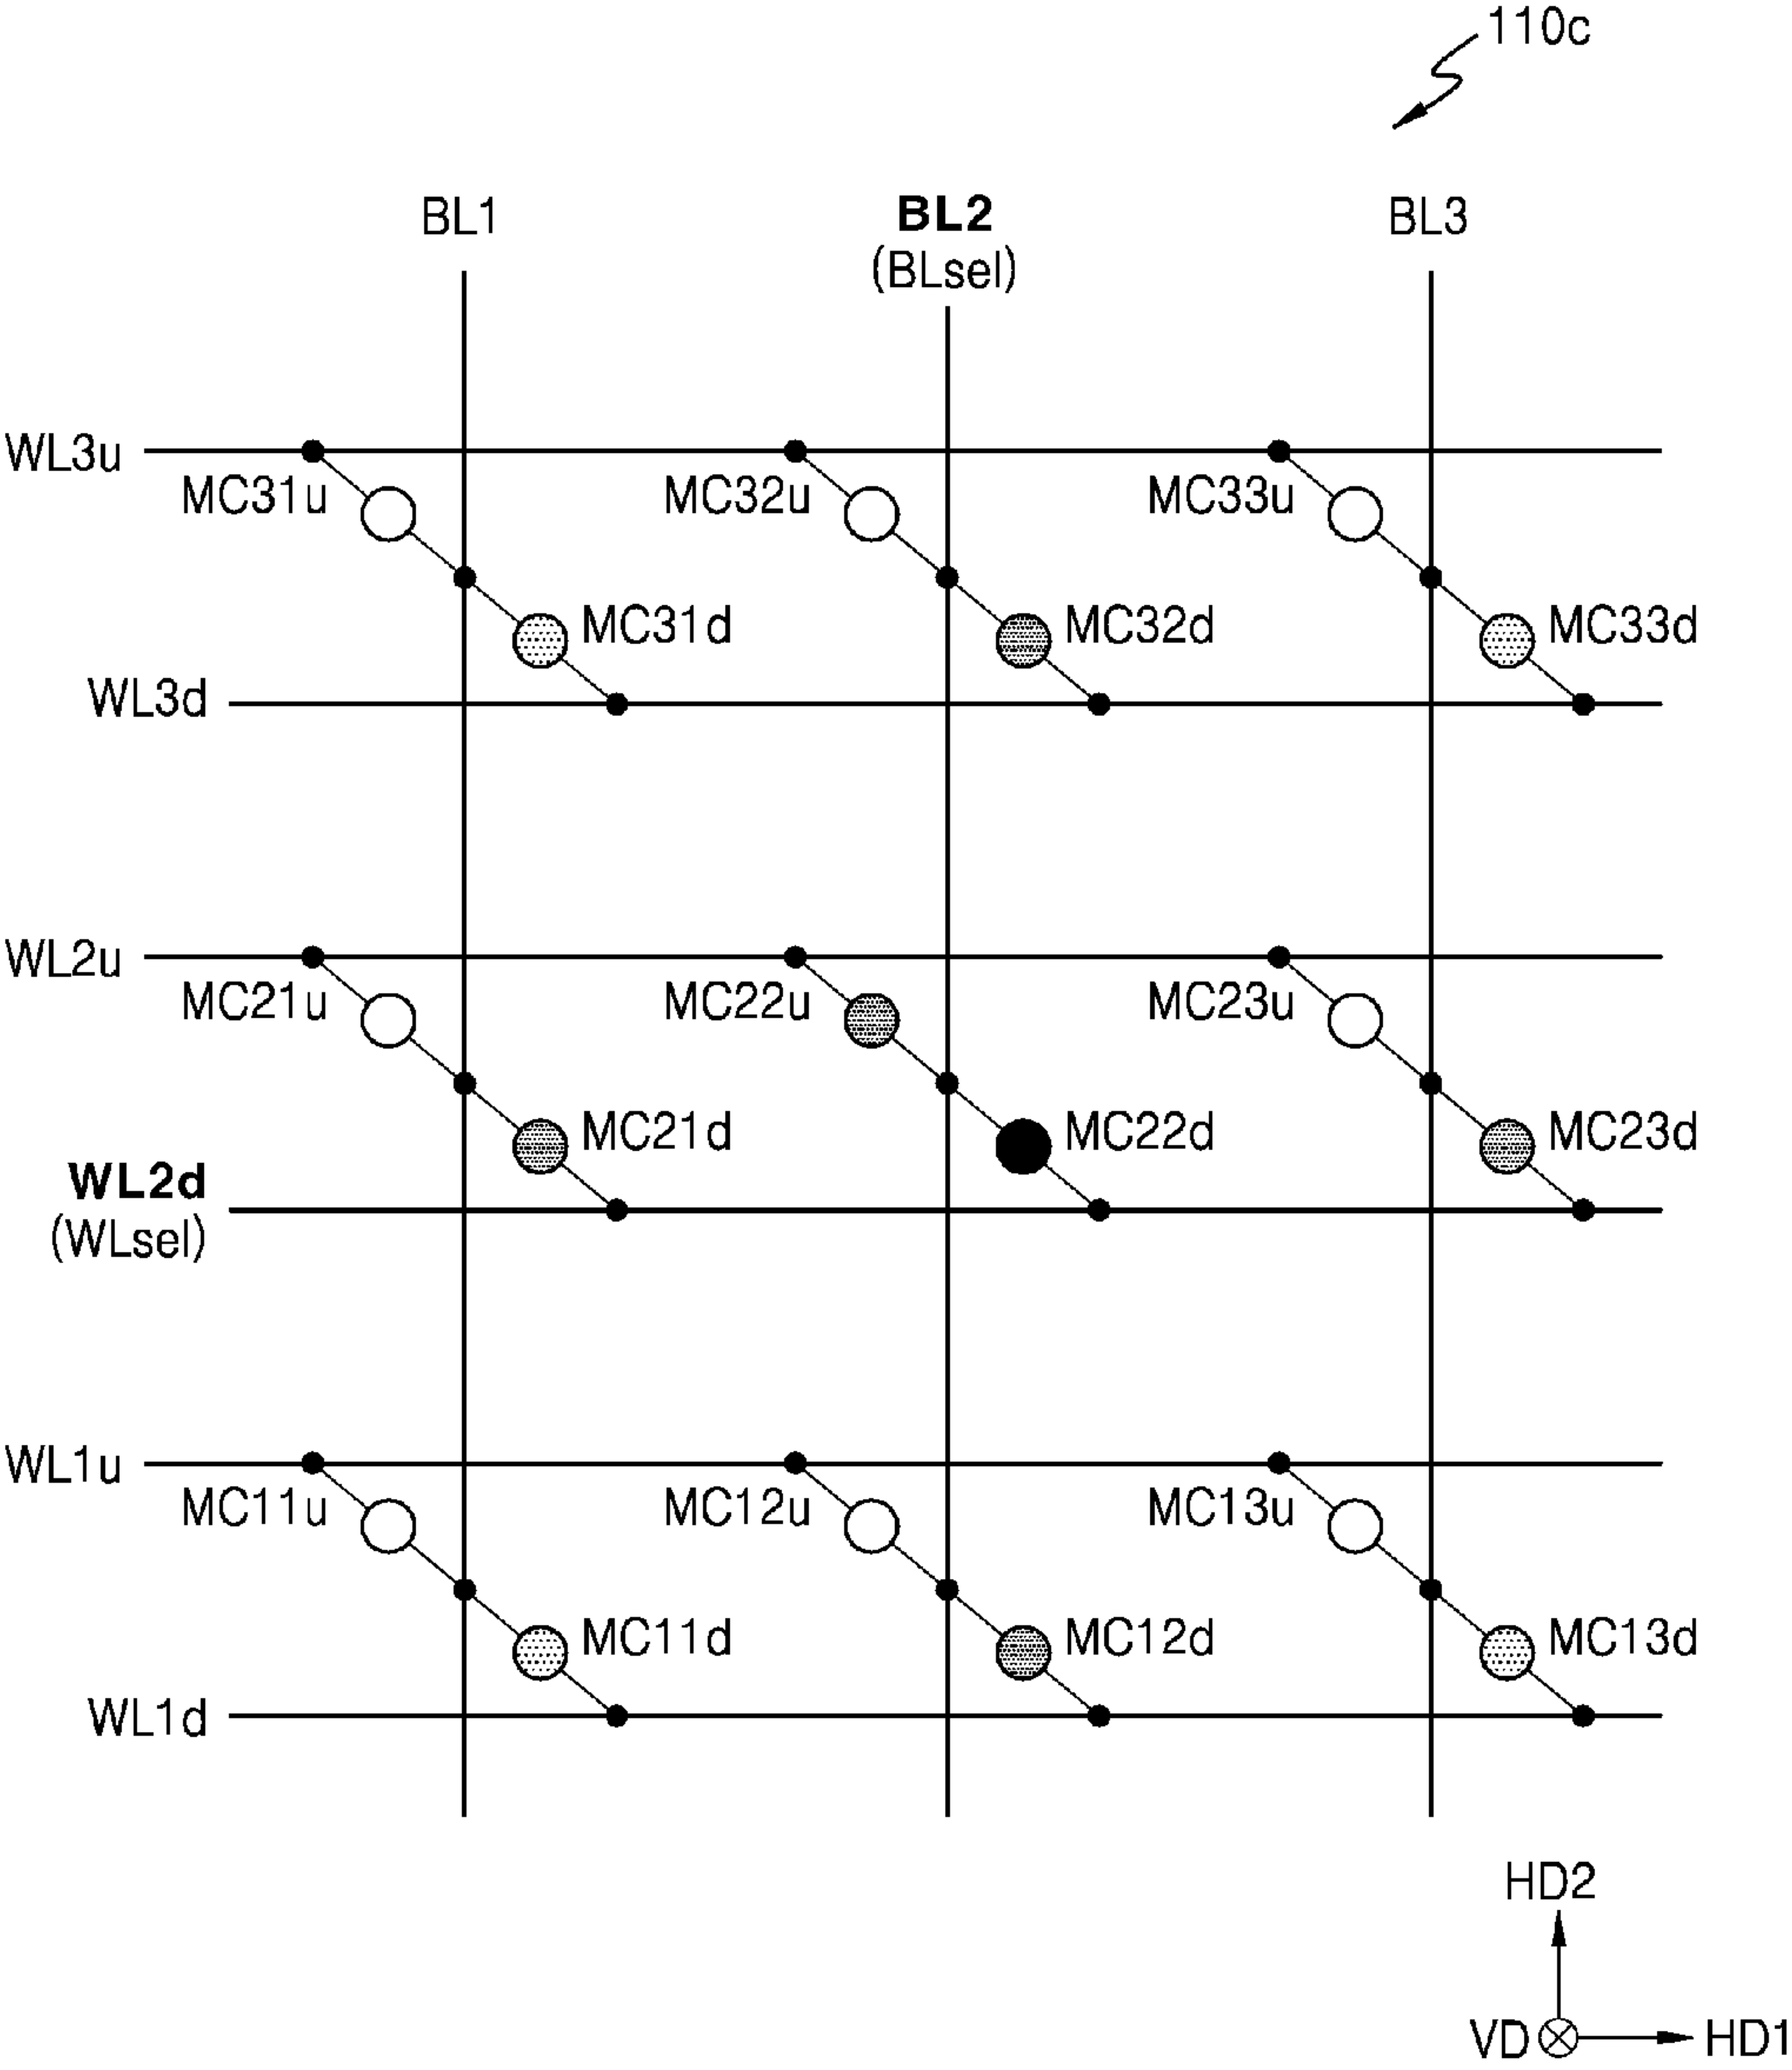 110c
BL1
BL2
(BLsel)
BL3
WL3u
MC31u
MC32u
MC33u
MC31d
MC32d
MC33d
WL3d
WL2u
MC21u
MC22u
MC23u
MC21d
MC22d
MC23d
WL2d
(WLsel)
WL1u
MC11u
MC12u
MC13u
MC11d
MC12d
MC13d
WL1d
HD2
VD
HD1